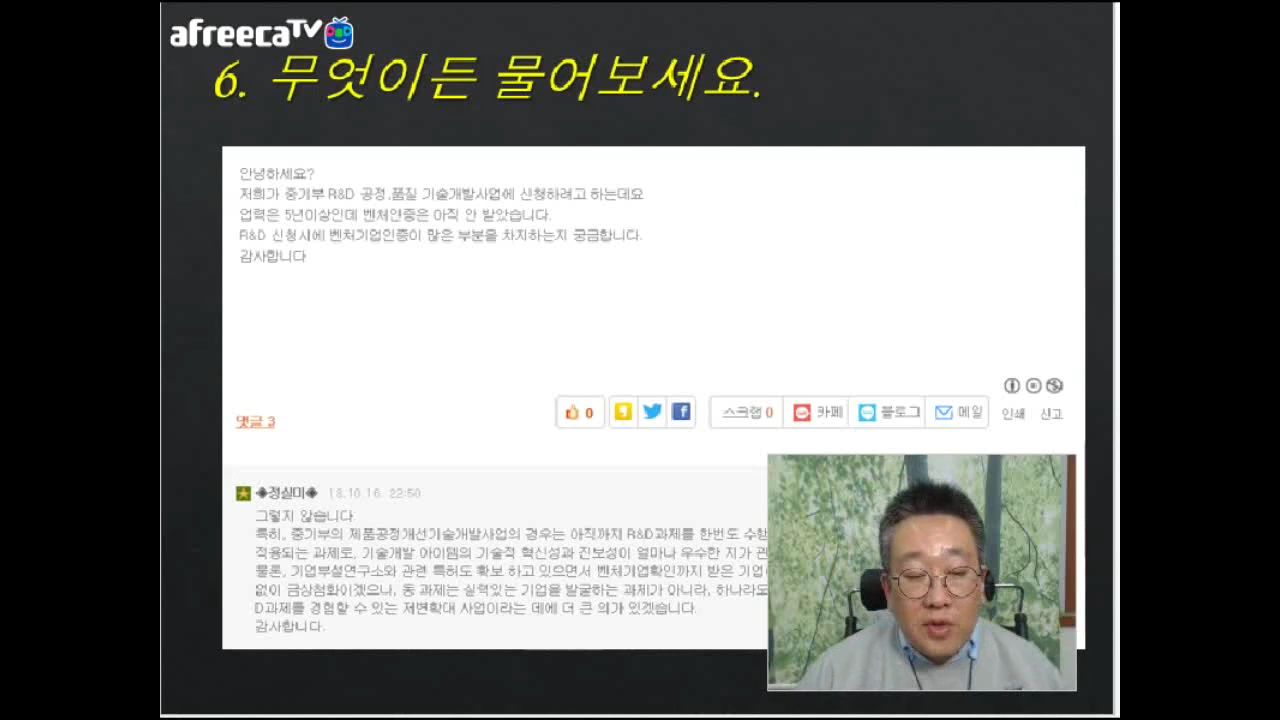 afreecaTV
6. 무엇이든 물어보세요.
안녕하세요?
저희가 중기부 R&D 공정,품질 기술개발사업에 신청하려고 하는데요
업력은 5년이상인데 벤처인증은 아직 안 받았습니다.
R&D 신청시에 벤처기업인증이 많은 부분을 차지하는지 궁금합니다.
감사합니다
댓글 3
0
스크랩 0
카페
블로그
메일
인쇄
신고
◈정실미◈ 18.10.16. 22:50
그렇지 않습니다
특히, 중기부의 제품공정개선기술개발사업의 경우는 아직까지 R&D과제를 한번도 수행
적용되는 과제로, 기술개발 아이템의 기술적 혁신성과 진보성이 얼마나 우수한 지가 관
물론, 기업부설연구소와 관련 특허도 확보 하고 있으면서 벤처기업확인까지 받은 기업
없이 금상첨화이겠으나, 동 과제는 실력있는 기업을 발굴하는 과제가 아니라, 하나라도
D과제를 경험할 수 있는 저변확대 사업이라는 데에 더 큰 의가 있겠습니다.
감사합니다.